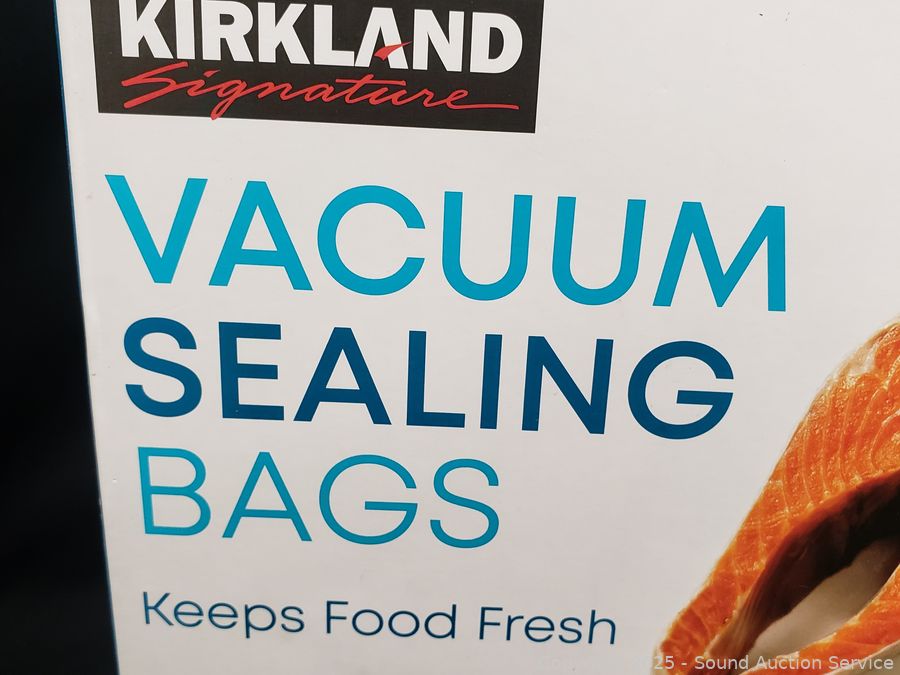 KIRKLAND
Signature
VACUUM
SEALING
BAGS
Keeps Food Fresh
25 - Sound Auction Service